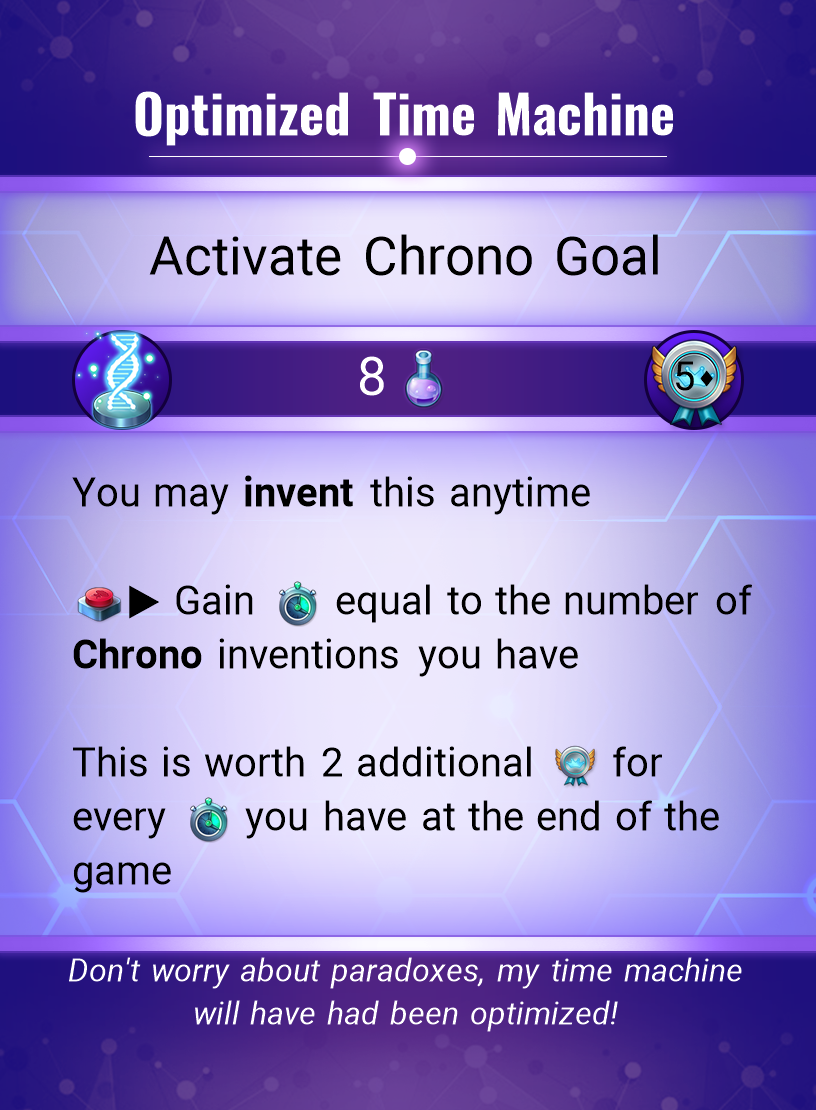 Optimized Time Machine
Activate Chrono Goal
8
5♦
You may invent this anytime
▶ Gain equal to the number of
Chrono inventions you have
This is worth 2 additional for
every you have at the end of the
game
Don't worry about paradoxes, my time machine
will have had been optimized!